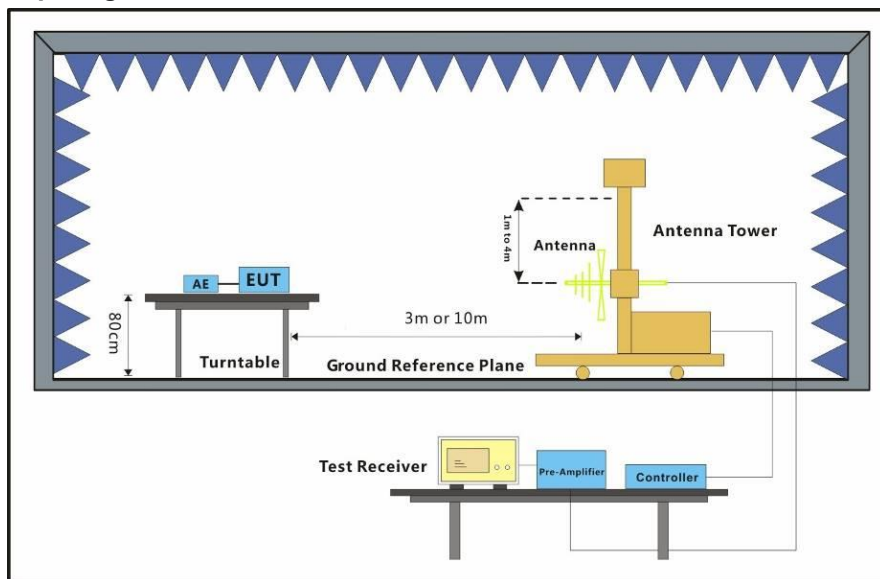 1m to 4m
Antenna
Antenna Tower
AE
EUT
80cm
3m or 10m
Turntable
Ground Reference Plane
Test Receiver
Pre-Amplifier
Controller